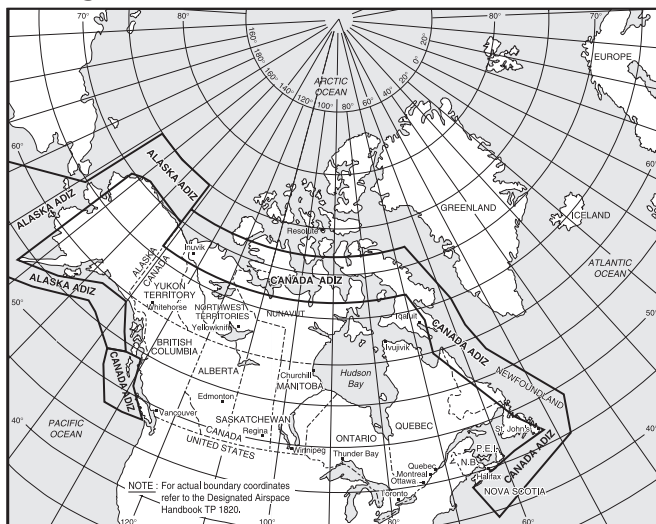 70°
80°
80°
70°
160°
160°
140°
120°
100°
80°
60°
40°
20°
0°
20°
ARCTIC
OCEAN
EUROPE
60°
60°
ALASKA ADIZ
ALASKA ADIZ
GREENLAND
ICELAND
Resolute
Inuvik
ALASKA
CANADA
ATLANTIC
OCEAN
ALASKA ADIZ
CANADA ADIZ
YUKON
TERRITORY
Whitehorse
NORTHWEST
TERRITORIES
NUNAVUT
Yellowknife
Iqaluit
CANADA ADIZ
50°
50°
BRITISH
COLUMBIA
Ivujivik
CANADA ADIZ
ALBERTA
Churchill
MANITOBA
Hudson
Bay
NEWFOUNDLAND
Edmonton
40°
PACIFIC
OCEAN
Vancouver
SASKATCHEWAN
Regina
CANADA
UNITED STATES
Winnipeg
ONTARIO
QUEBEC
St. John's
40°
Thunder Bay
P.E.I.
N.B.
CANADA ADIZ
Quebec
Montreal
Ottawa
Halifax
NOVA SCOTIA
Toronto
NOTE : For actual boundary coordinates
refer to the Designated Airspace
Handbook TP 1820.
120°
100°
80°
60°